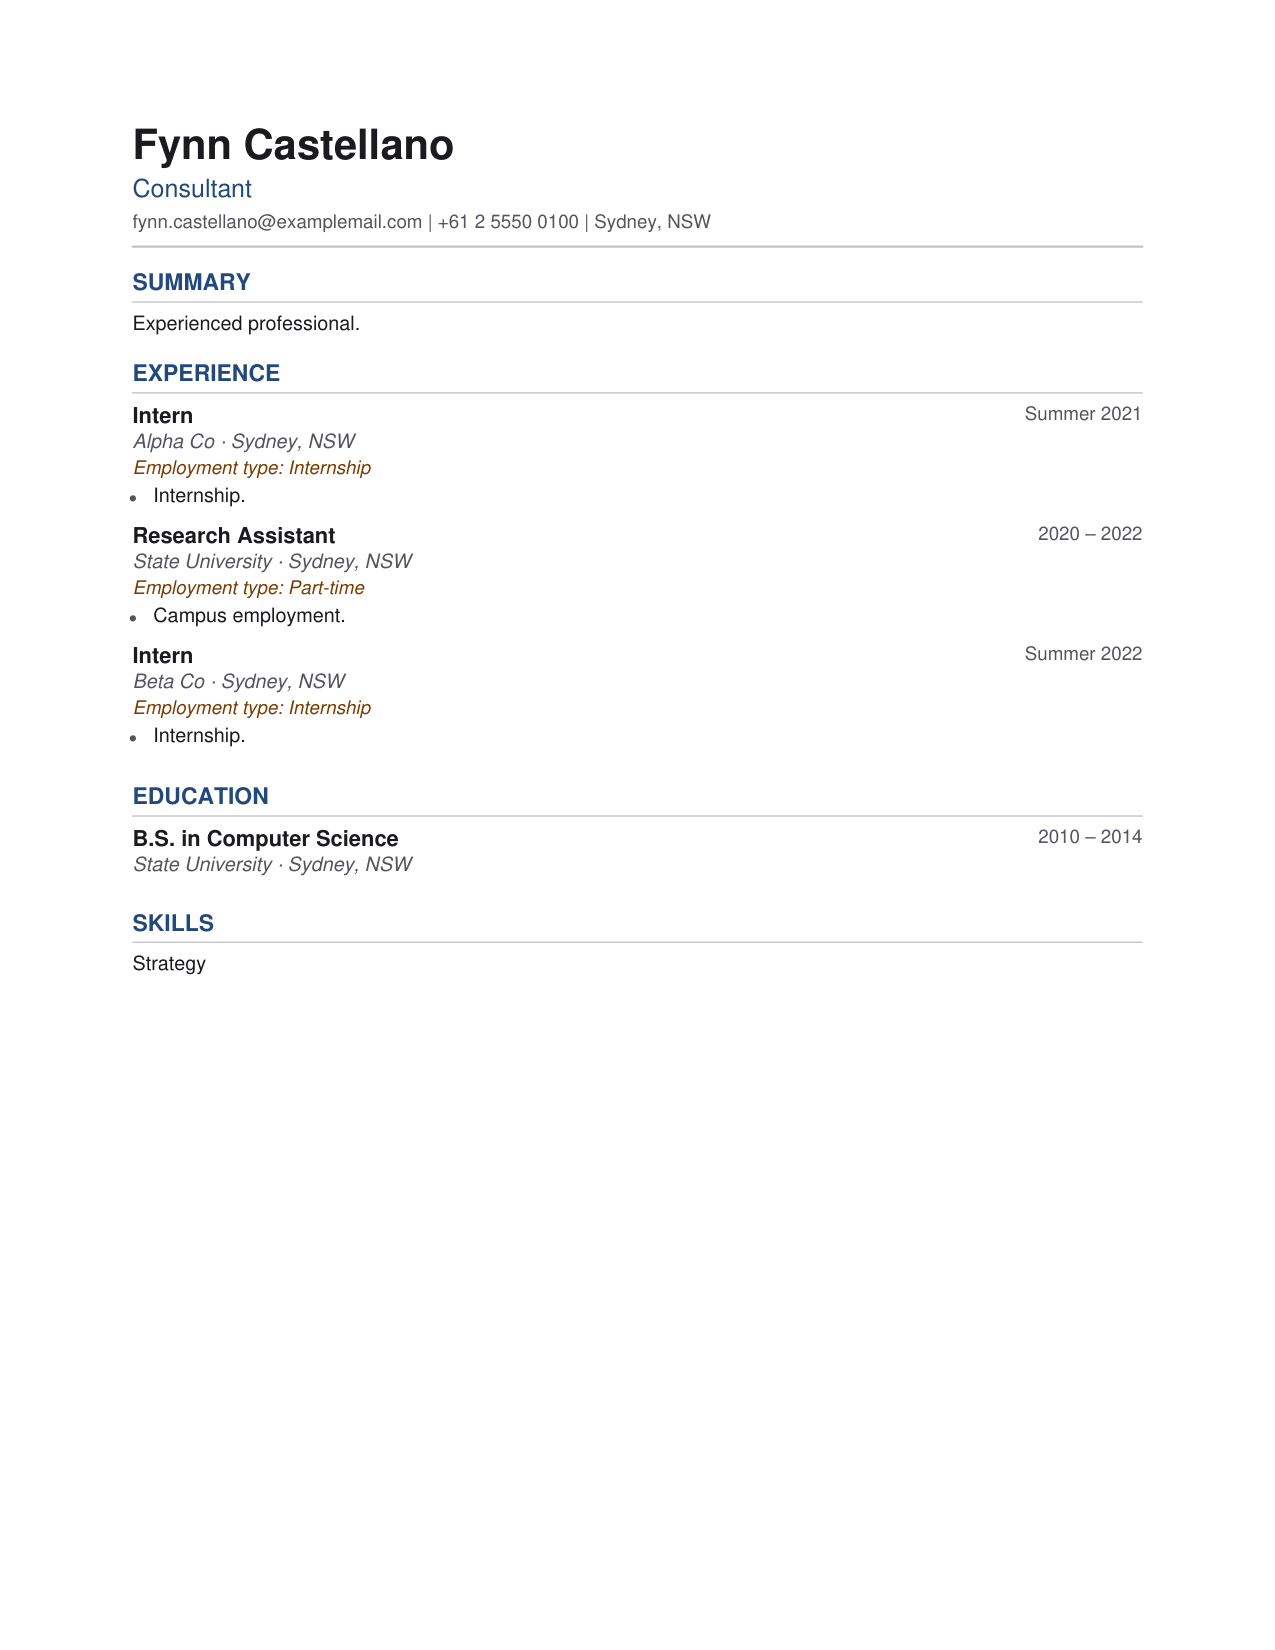 Fynn Castellano
Consultant
fynn.castellano@examplemail.com | +61 2 5550 0100 | Sydney, NSW
SUMMARY
Experienced professional.
EXPERIENCE
Intern Summer 2021
Alpha Co · Sydney, NSW
Employment type: Internship
• Internship.
Research Assistant 2020 – 2022
State University · Sydney, NSW
Employment type: Part-time
• Campus employment.
Intern Summer 2022
Beta Co · Sydney, NSW
Employment type: Internship
• Internship.
EDUCATION
B.S. in Computer Science 2010 – 2014
State University · Sydney, NSW
SKILLS
Strategy